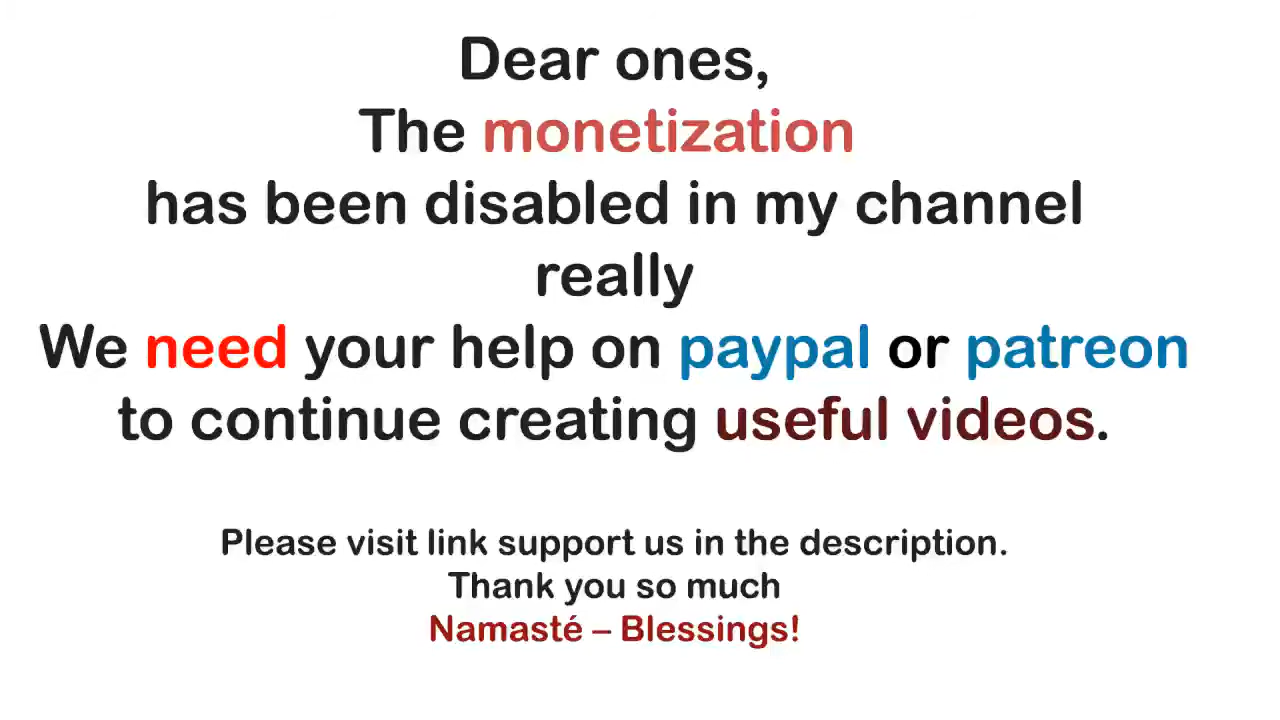 Dear ones,
The monetization
has been disabled in my channel
really
We need your help on paypal or patreon
to continue creating useful videos.
Please visit link support us in the description.
Thank you so much
Namasté – Blessings!